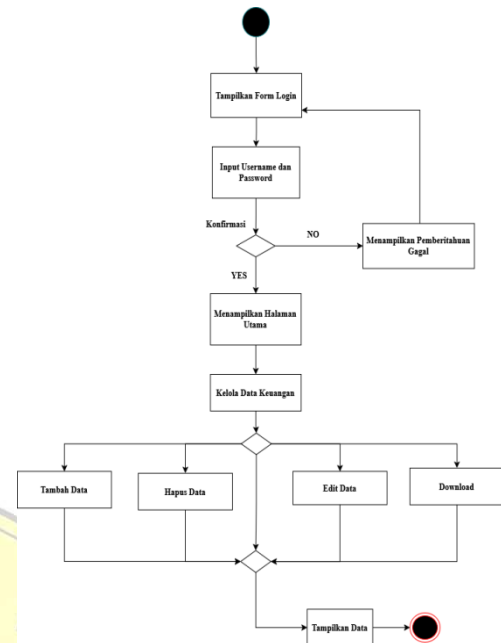 Tampilkan Form Login
Input Username dan
Password
Konfirmasi
NO
Menampilkan Pemberitahuan
Gagal
YES
Menampilkan Halaman
Utama
Kelola Data Keuangan
Tambah Data
Hapus Data
Edit Data
Download
Tampilkan Data